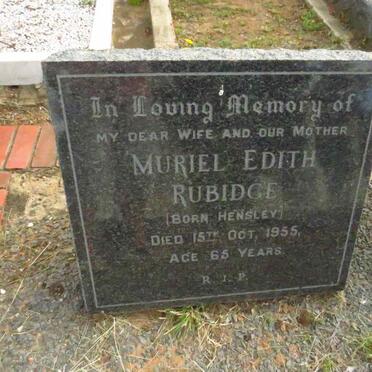 In Loving Memory of
MY DEAR WIFE AND OUR MOTHER
MURIEL EDITH
RUBIDGE
(BORN HENSLEY)
DIED 15TH OCT, 1955,
AGE 65 YEARS
R.I.P.